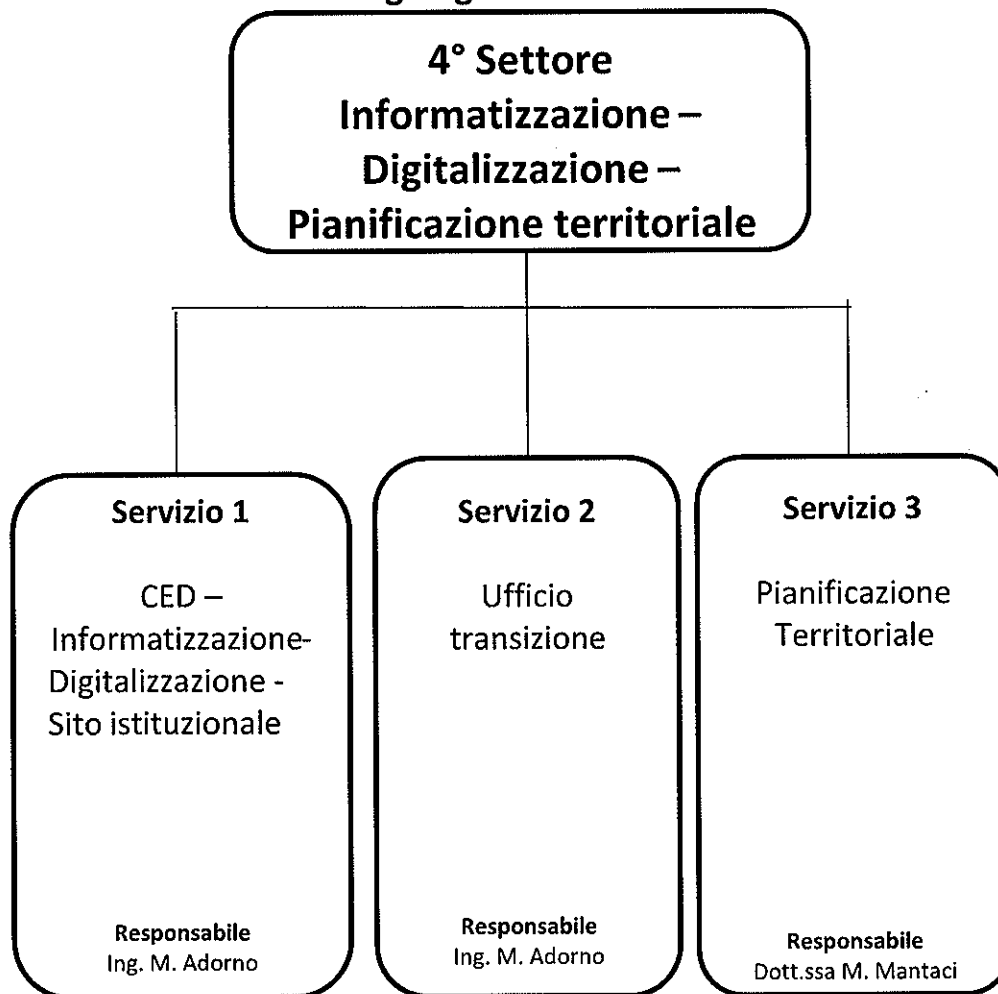 4° Settore
Informatizzazione –
Digitalizzazione –
Pianificazione territoriale
Servizio 1
CED –
Informatizzazione-
Digitalizzazione -
Sito istituzionale
Responsabile
Ing. M. Adorno
Servizio 2
Ufficio
transizione
Responsabile
Ing. M. Adorno
Servizio 3
Pianificazione
Territoriale
Responsabile
Dott.ssa M. Mantaci